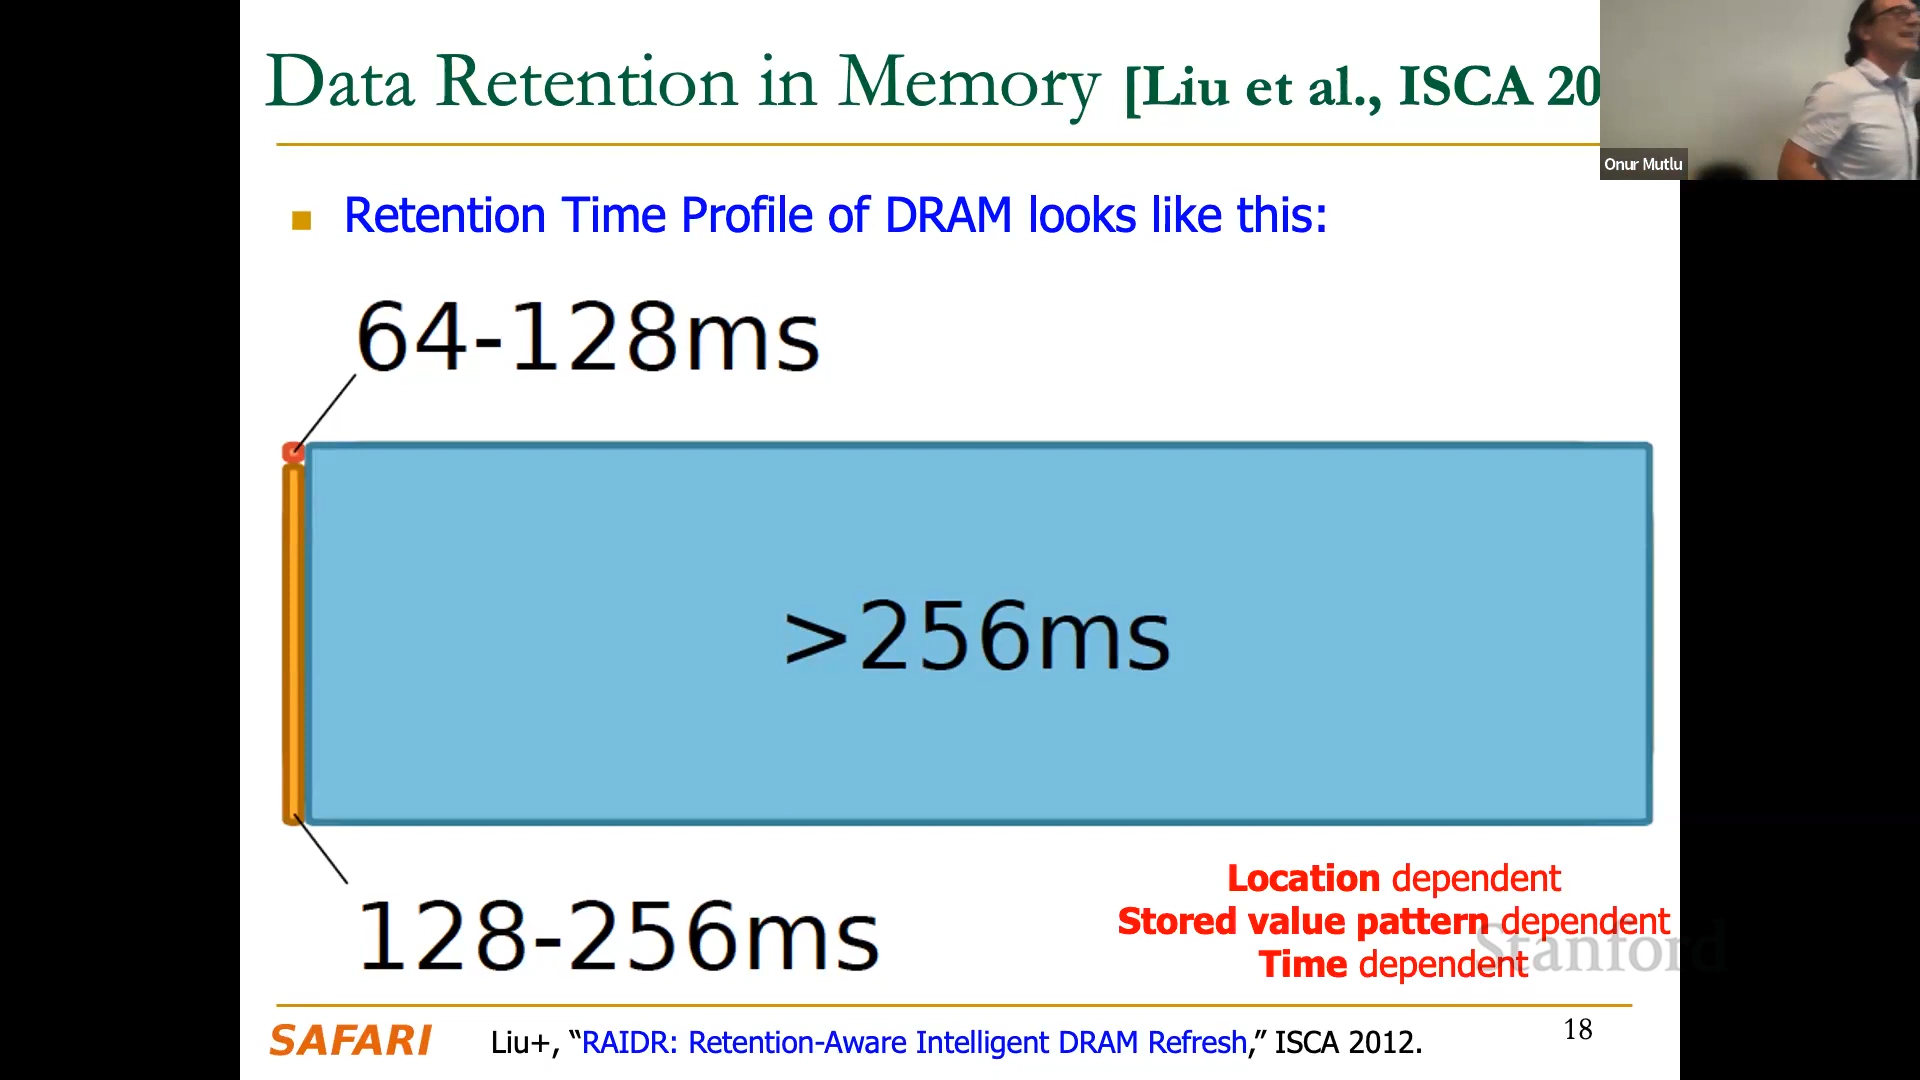 Data Retention in Memory [Liu et al., ISCA 20
Onur Mutlu
Retention Time Profile of DRAM looks like this:
64-128ms
>256ms
128-256ms
Location dependent
Stored value pattern dependent
Time dependent
Stanford
SAFARI
Liu+, “RAIDR: Retention-Aware Intelligent DRAM Refresh,” ISCA 2012.
18